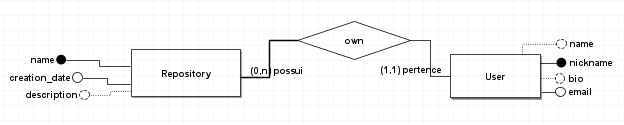 name
creation_date
description
Repository
(0,n) possui
own
(1,1) pertence
User
name
nickname
bio
email